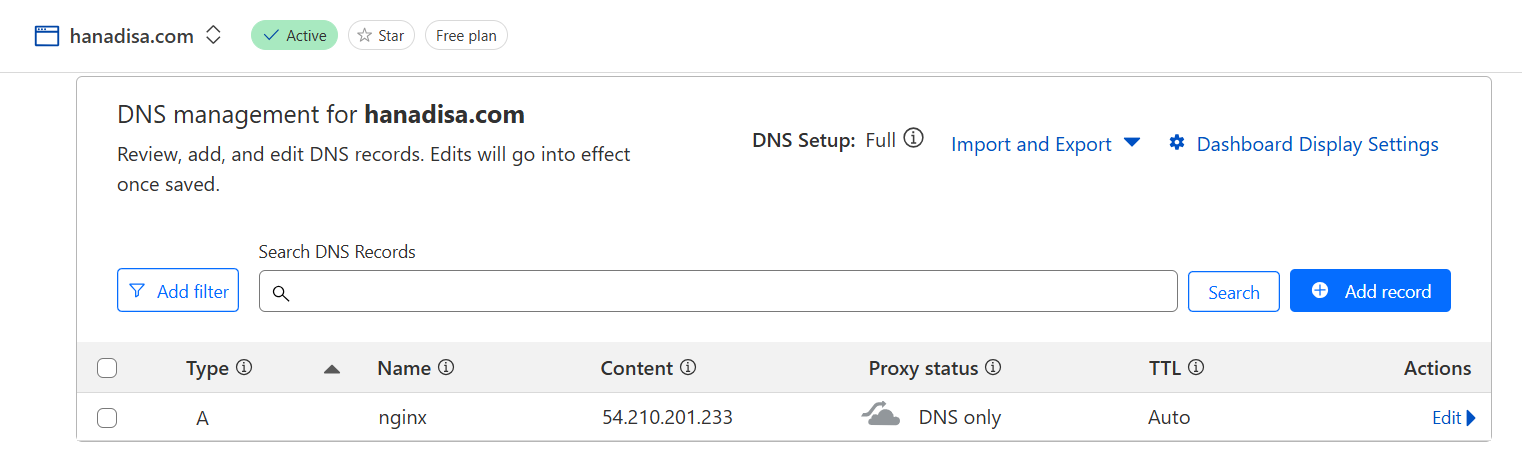 hanadisa.com Active Star Free plan
DNS management for hanadisa.com
Review, add, and edit DNS records. Edits will go into effect
once saved.
DNS Setup: Full Import and Export Dashboard Display Settings
Search DNS Records
Add filter Search Add record
Type Name Content Proxy status TTL Actions
A nginx 54.210.201.233 DNS only Auto Edit